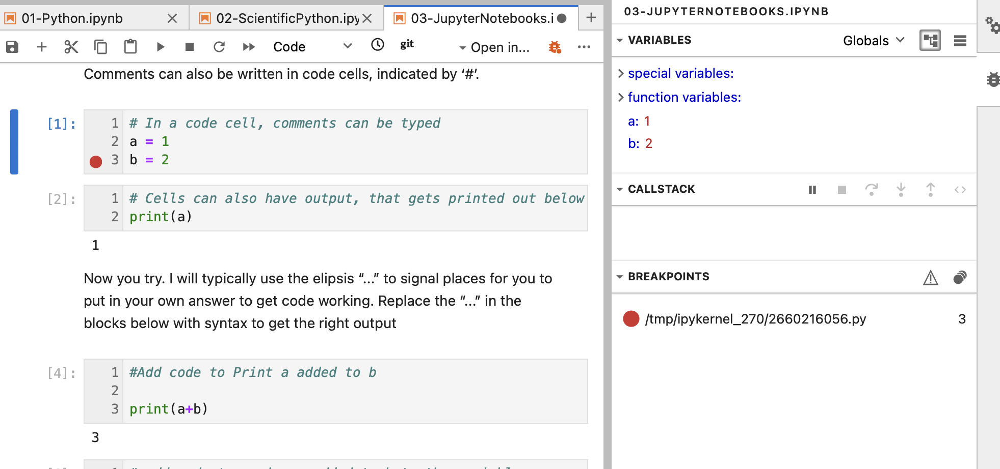 01-Python.ipynb
02-ScientificPython.ipy
03-JupyterNotebooks.i
Code
git
Open in...
Comments can also be written in code cells, indicated by ‘#’.
[1]:
1 # In a code cell, comments can be typed
2 a = 1
3 b = 2
[2]:
1 # Cells can also have output, that gets printed out below
2 print(a)
1
Now you try. I will typically use the elipsis “...” to signal places for you to
put in your own answer to get code working. Replace the “...” in the
blocks below with syntax to get the right output
[4]:
1 #Add code to Print a added to b
2
3 print(a+b)
3
03-JUPYTERNOTEBOOKS.IPYNB
VARIABLES
Globals
special variables:
function variables:
a: 1
b: 2
CALLSTACK
BREAKPOINTS
/tmp/ipykernel_270/2660216056.py 3